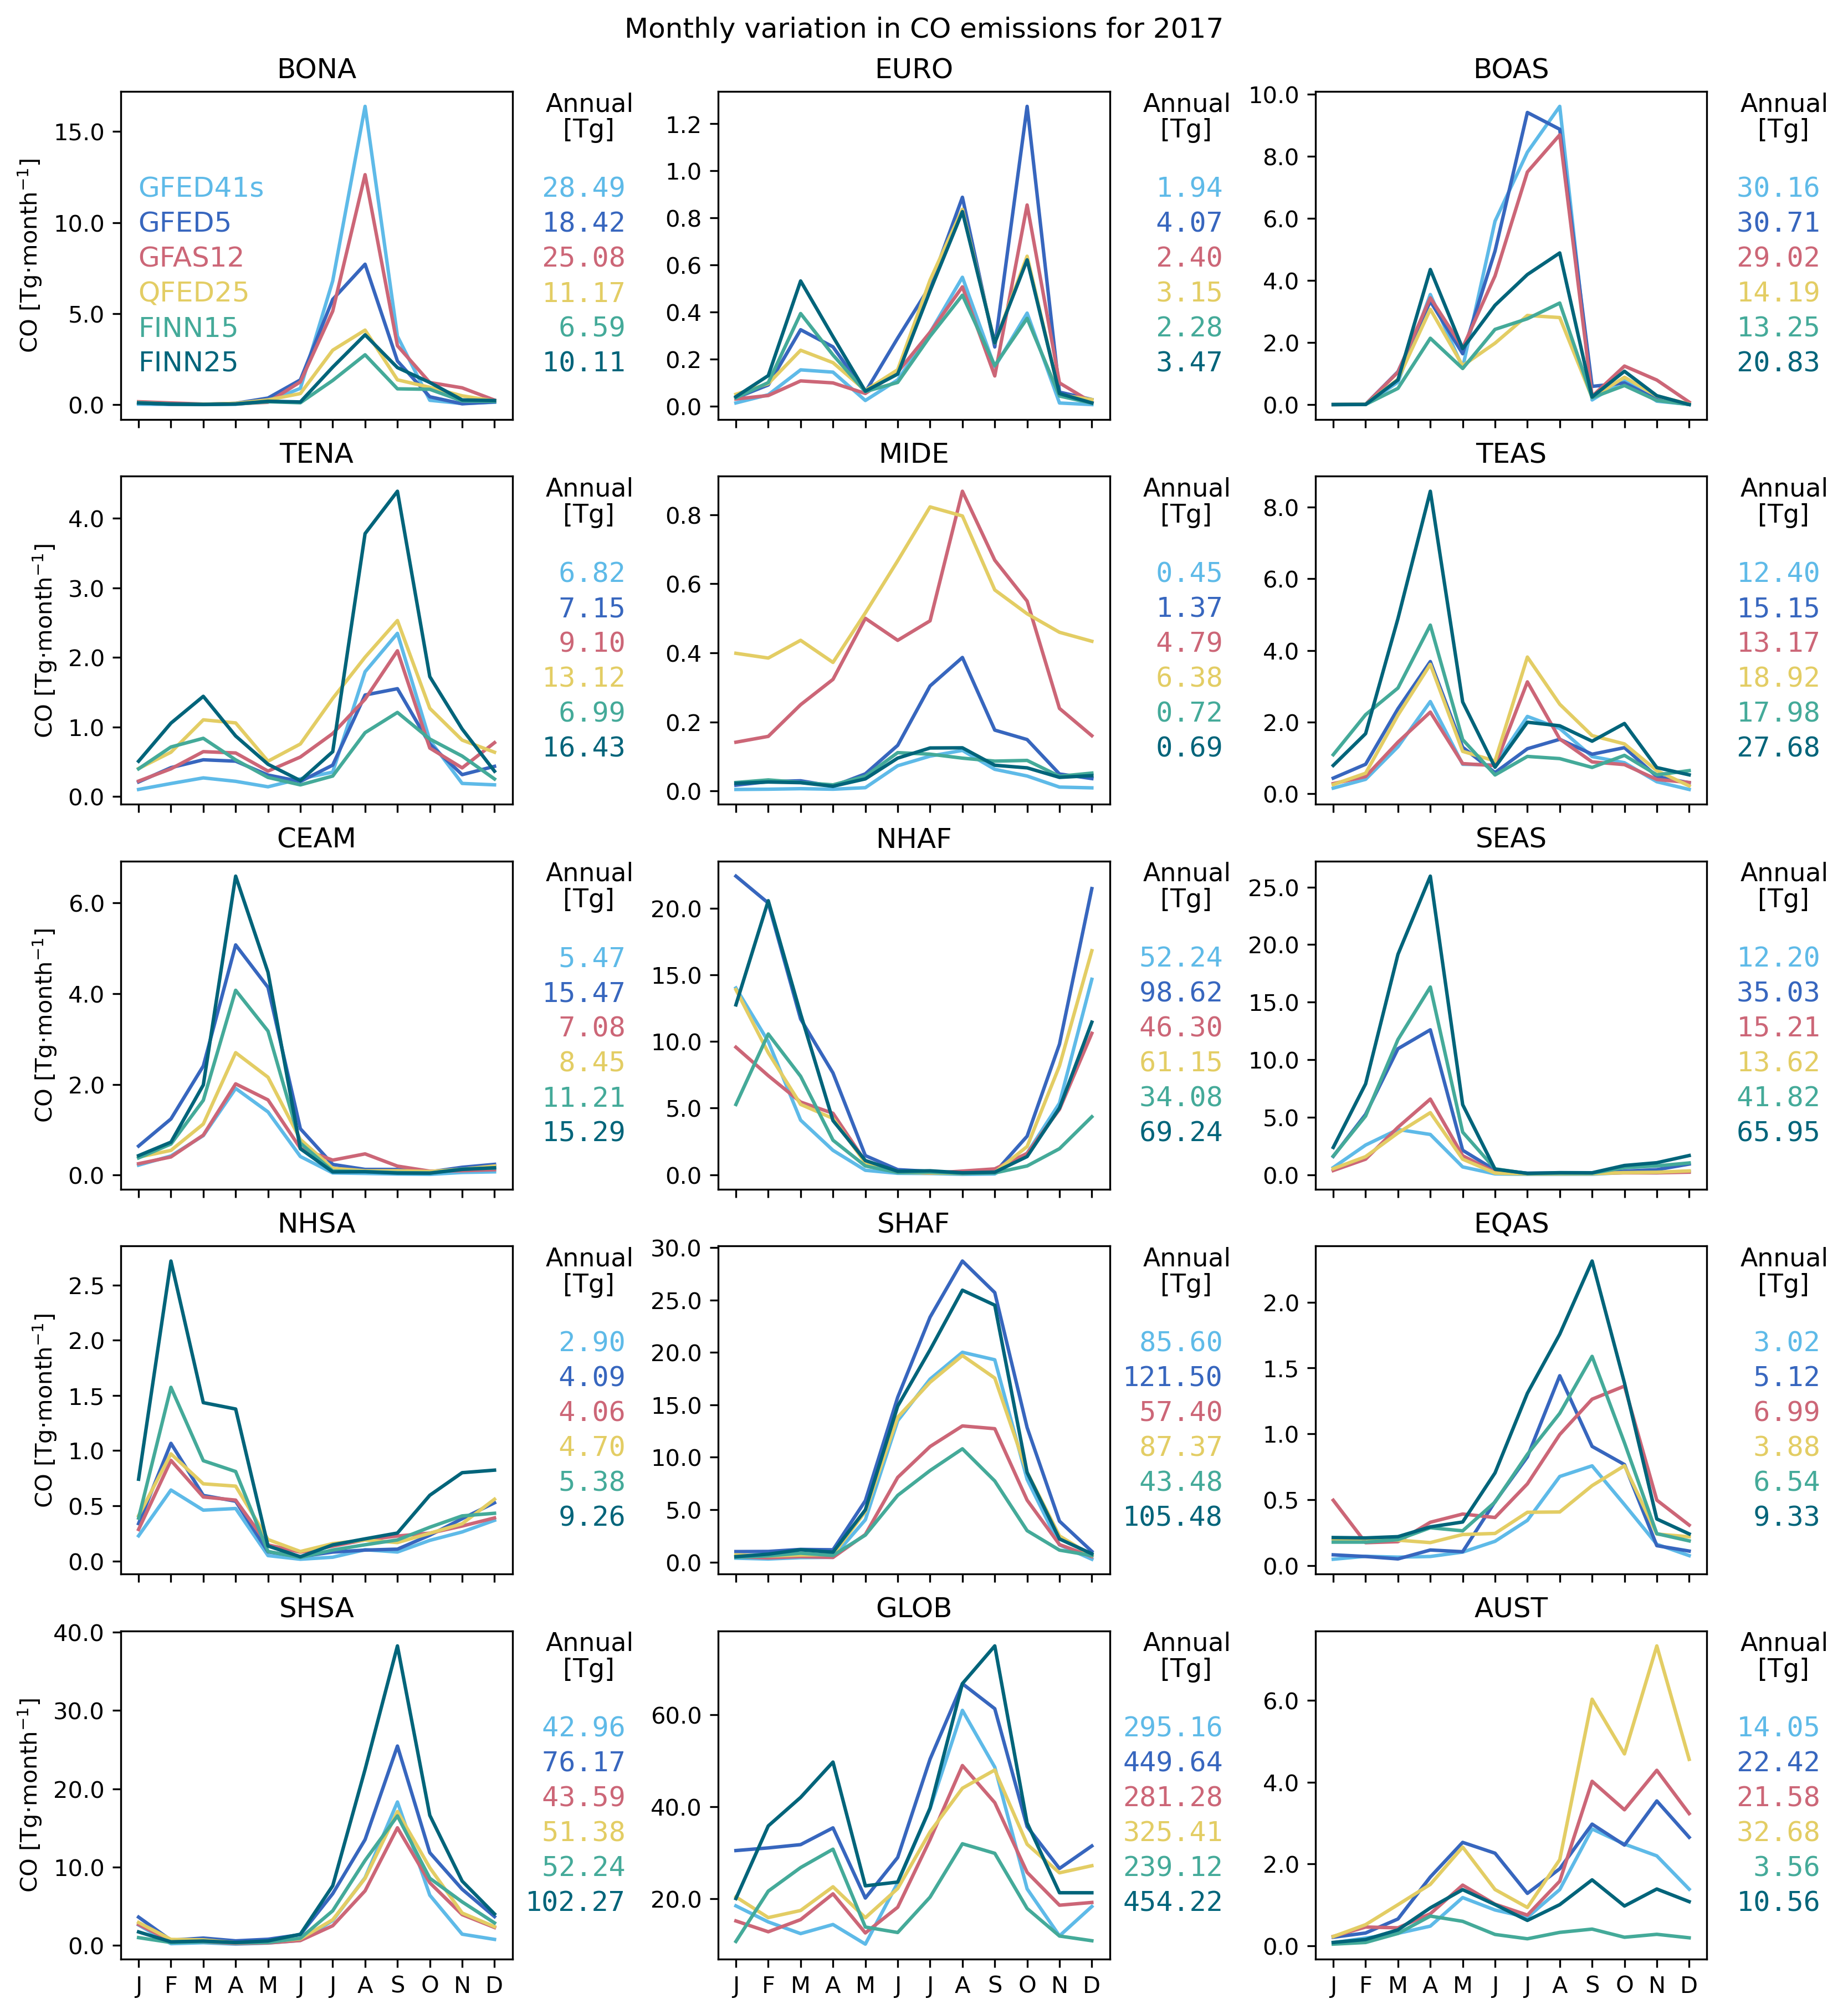 Monthly variation in CO emissions for 2017
BONA
CO [Tg·month⁻¹]
15.0
10.0
5.0
0.0
GFED41s
GFED5
GFAS12
QFED25
FINN15
FINN25
Annual
[Tg]
28.49
18.42
25.08
11.17
6.59
10.11
EURO
1.2
1.0
0.8
0.6
0.4
0.2
0.0
Annual
[Tg]
1.94
4.07
2.40
3.15
2.28
3.47
BOAS
10.0
8.0
6.0
4.0
2.0
0.0
Annual
[Tg]
30.16
30.71
29.02
14.19
13.25
20.83
TENA
CO [Tg·month⁻¹]
4.0
3.0
2.0
1.0
0.0
Annual
[Tg]
6.82
7.15
9.10
13.12
6.99
16.43
MIDE
0.8
0.6
0.4
0.2
0.0
Annual
[Tg]
0.45
1.37
4.79
6.38
0.72
0.69
TEAS
8.0
6.0
4.0
2.0
0.0
Annual
[Tg]
12.40
15.15
13.17
18.92
17.98
27.68
CEAM
CO [Tg·month⁻¹]
6.0
4.0
2.0
0.0
Annual
[Tg]
5.47
15.47
7.08
8.45
11.21
15.29
NHAF
20.0
15.0
10.0
5.0
0.0
Annual
[Tg]
52.24
98.62
46.30
61.15
34.08
69.24
SEAS
25.0
20.0
15.0
10.0
5.0
0.0
Annual
[Tg]
12.20
35.03
15.21
13.62
41.82
65.95
NHSA
CO [Tg·month⁻¹]
2.5
2.0
1.5
1.0
0.5
0.0
Annual
[Tg]
2.90
4.09
4.06
4.70
5.38
9.26
SHAF
30.0
25.0
20.0
15.0
10.0
5.0
0.0
Annual
[Tg]
85.60
121.50
57.40
87.37
43.48
105.48
EQAS
2.0
1.5
1.0
0.5
0.0
Annual
[Tg]
3.02
5.12
6.99
3.88
6.54
9.33
SHSA
CO [Tg·month⁻¹]
40.0
30.0
20.0
10.0
0.0
J F M A M J J A S O N D
Annual
[Tg]
42.96
76.17
43.59
51.38
52.24
102.27
GLOB
60.0
40.0
20.0
J F M A M J J A S O N D
Annual
[Tg]
295.16
449.64
281.28
325.41
239.12
454.22
AUST
6.0
4.0
2.0
0.0
J F M A M J J A S O N D
Annual
[Tg]
14.05
22.42
21.58
32.68
3.56
10.56